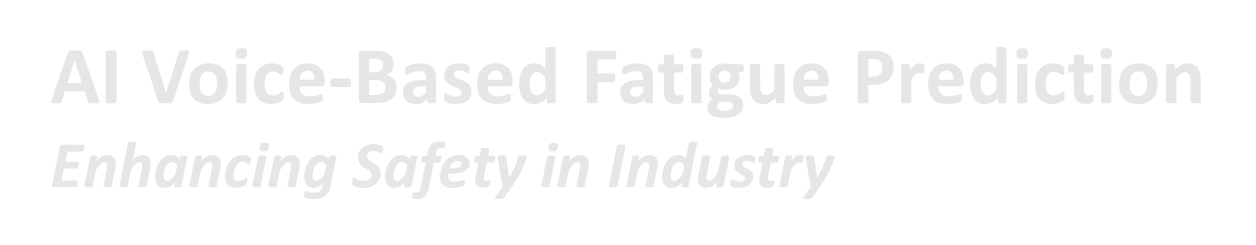 AI Voice-Based Fatigue Prediction
Enhancing Safety in Industry